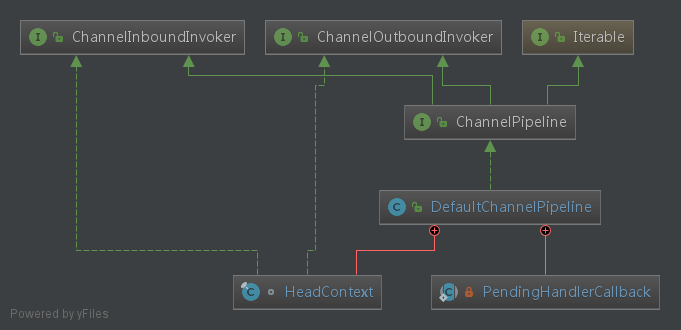 ChannelInboundInvoker
ChannelOutboundInvoker
Iterable
ChannelPipeline
DefaultChannelPipeline
HeadContext
PendingHandlerCallback
Powered by yFiles